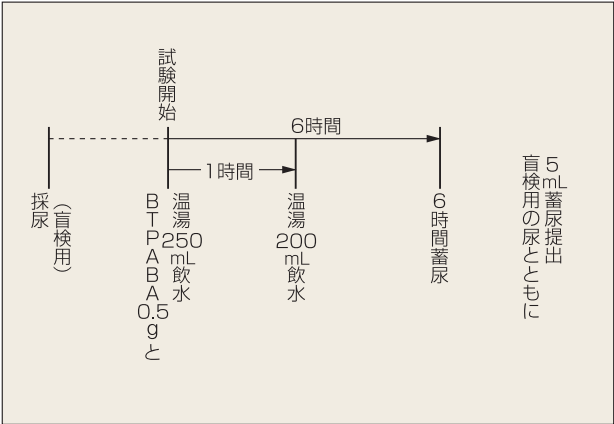 試験開始
6時間
1時間
採尿
（盲検用）
BTPABA0.5gと
温湯250mL飲水
温湯200mL飲水
6時間蓄尿
盲検用の尿とともに
5mL蓄尿提出